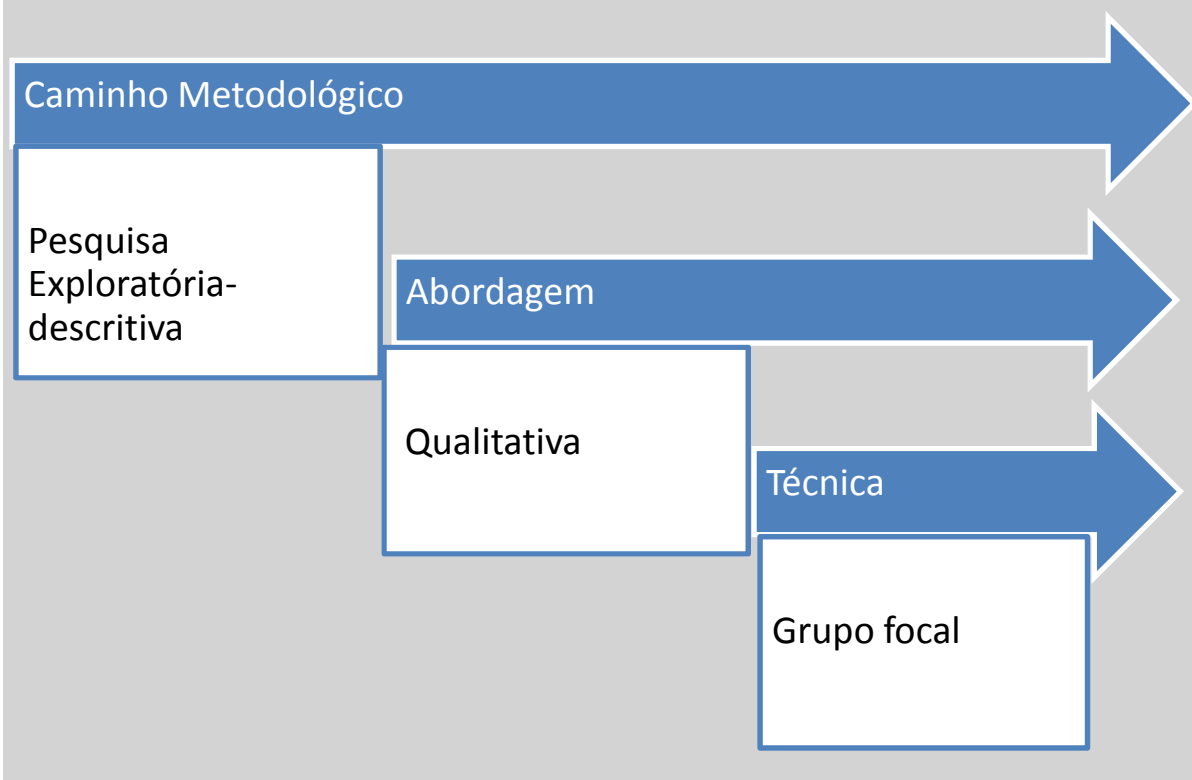 Caminho Metodológico
Pesquisa
Exploratória-
descritiva
Abordagem
Qualitativa
Técnica
Grupo focal